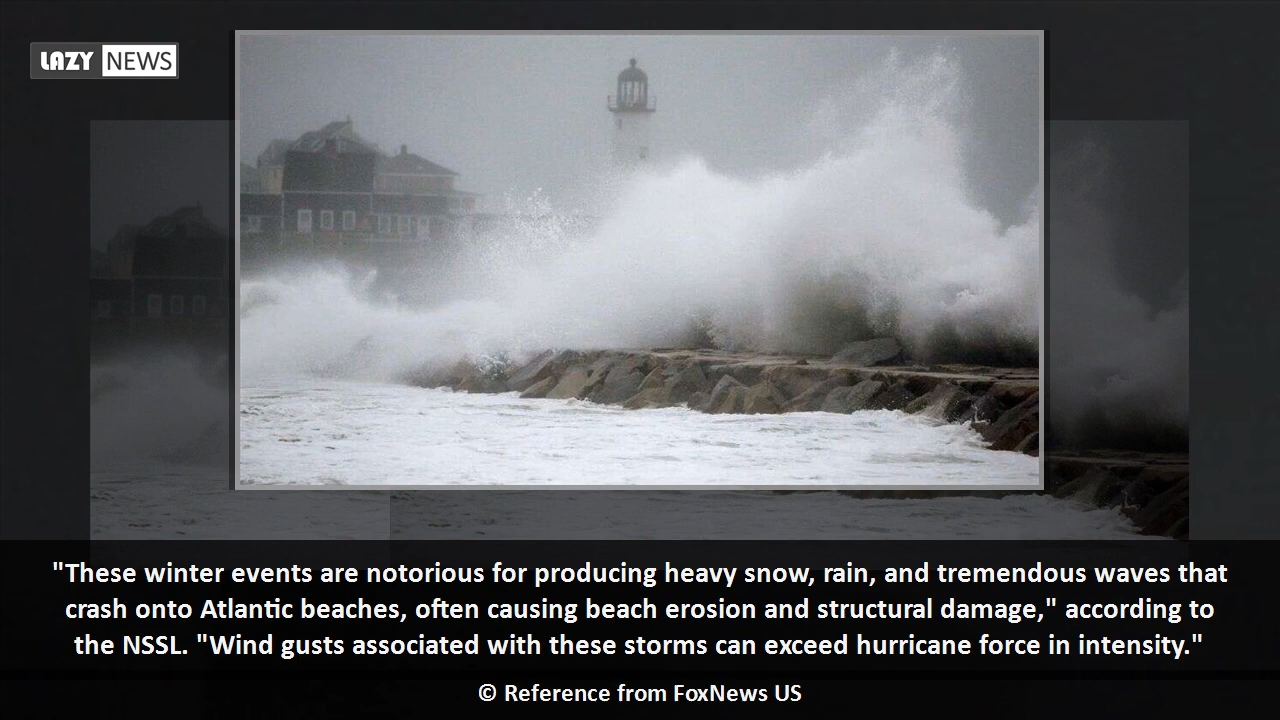 LAZY NEWS
"These winter events are notorious for producing heavy snow, rain, and tremendous waves that
crash onto Atlantic beaches, often causing beach erosion and structural damage," according to
the NSSL. "Wind gusts associated with these storms can exceed hurricane force in intensity."
© Reference from FoxNews US